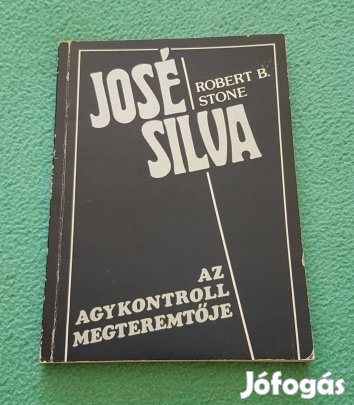 JOSÉ
SILVA
ROBERT B.
STONE
AZ
AGYKONTROLL
MEGTEREMTŐJE
Jófogás